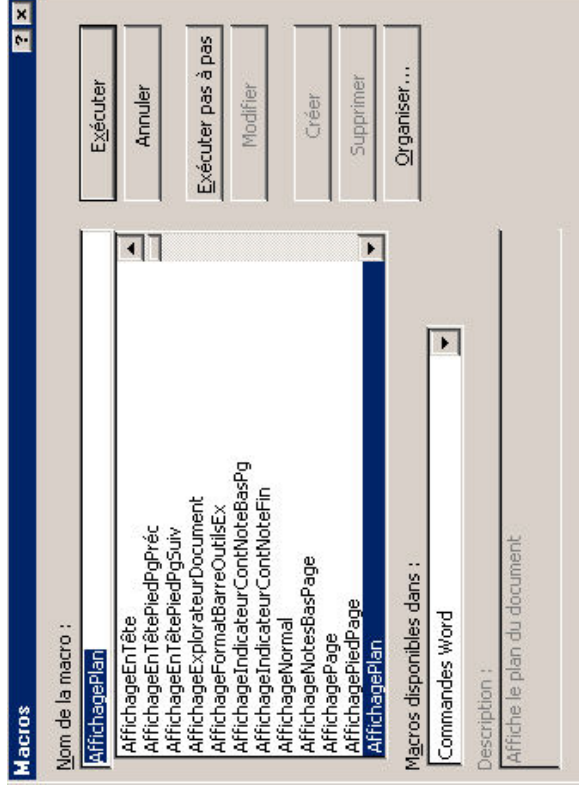 Macros
Nom de la macro :
AffichagePlan
AffichageEnTête
AffichageEnTêtePiedPgPréc
AffichageEnTêtePiedPgSuiv
AffichageExplorateurDocument
AffichageFormatBarreOutilsEx
AffichageIndicateurContNoteBasPg
AffichageIndicateurContNoteFin
AffichageNormal
AffichageNotesBasPage
AffichagePage
AffichagePiedPage
AffichagePlan
Macros disponibles dans :
Commandes Word
Description :
Affiche le plan du document
Exécuter
Annuler
Exécuter pas à pas
Modifier
Créer
Supprimer
Organiser...